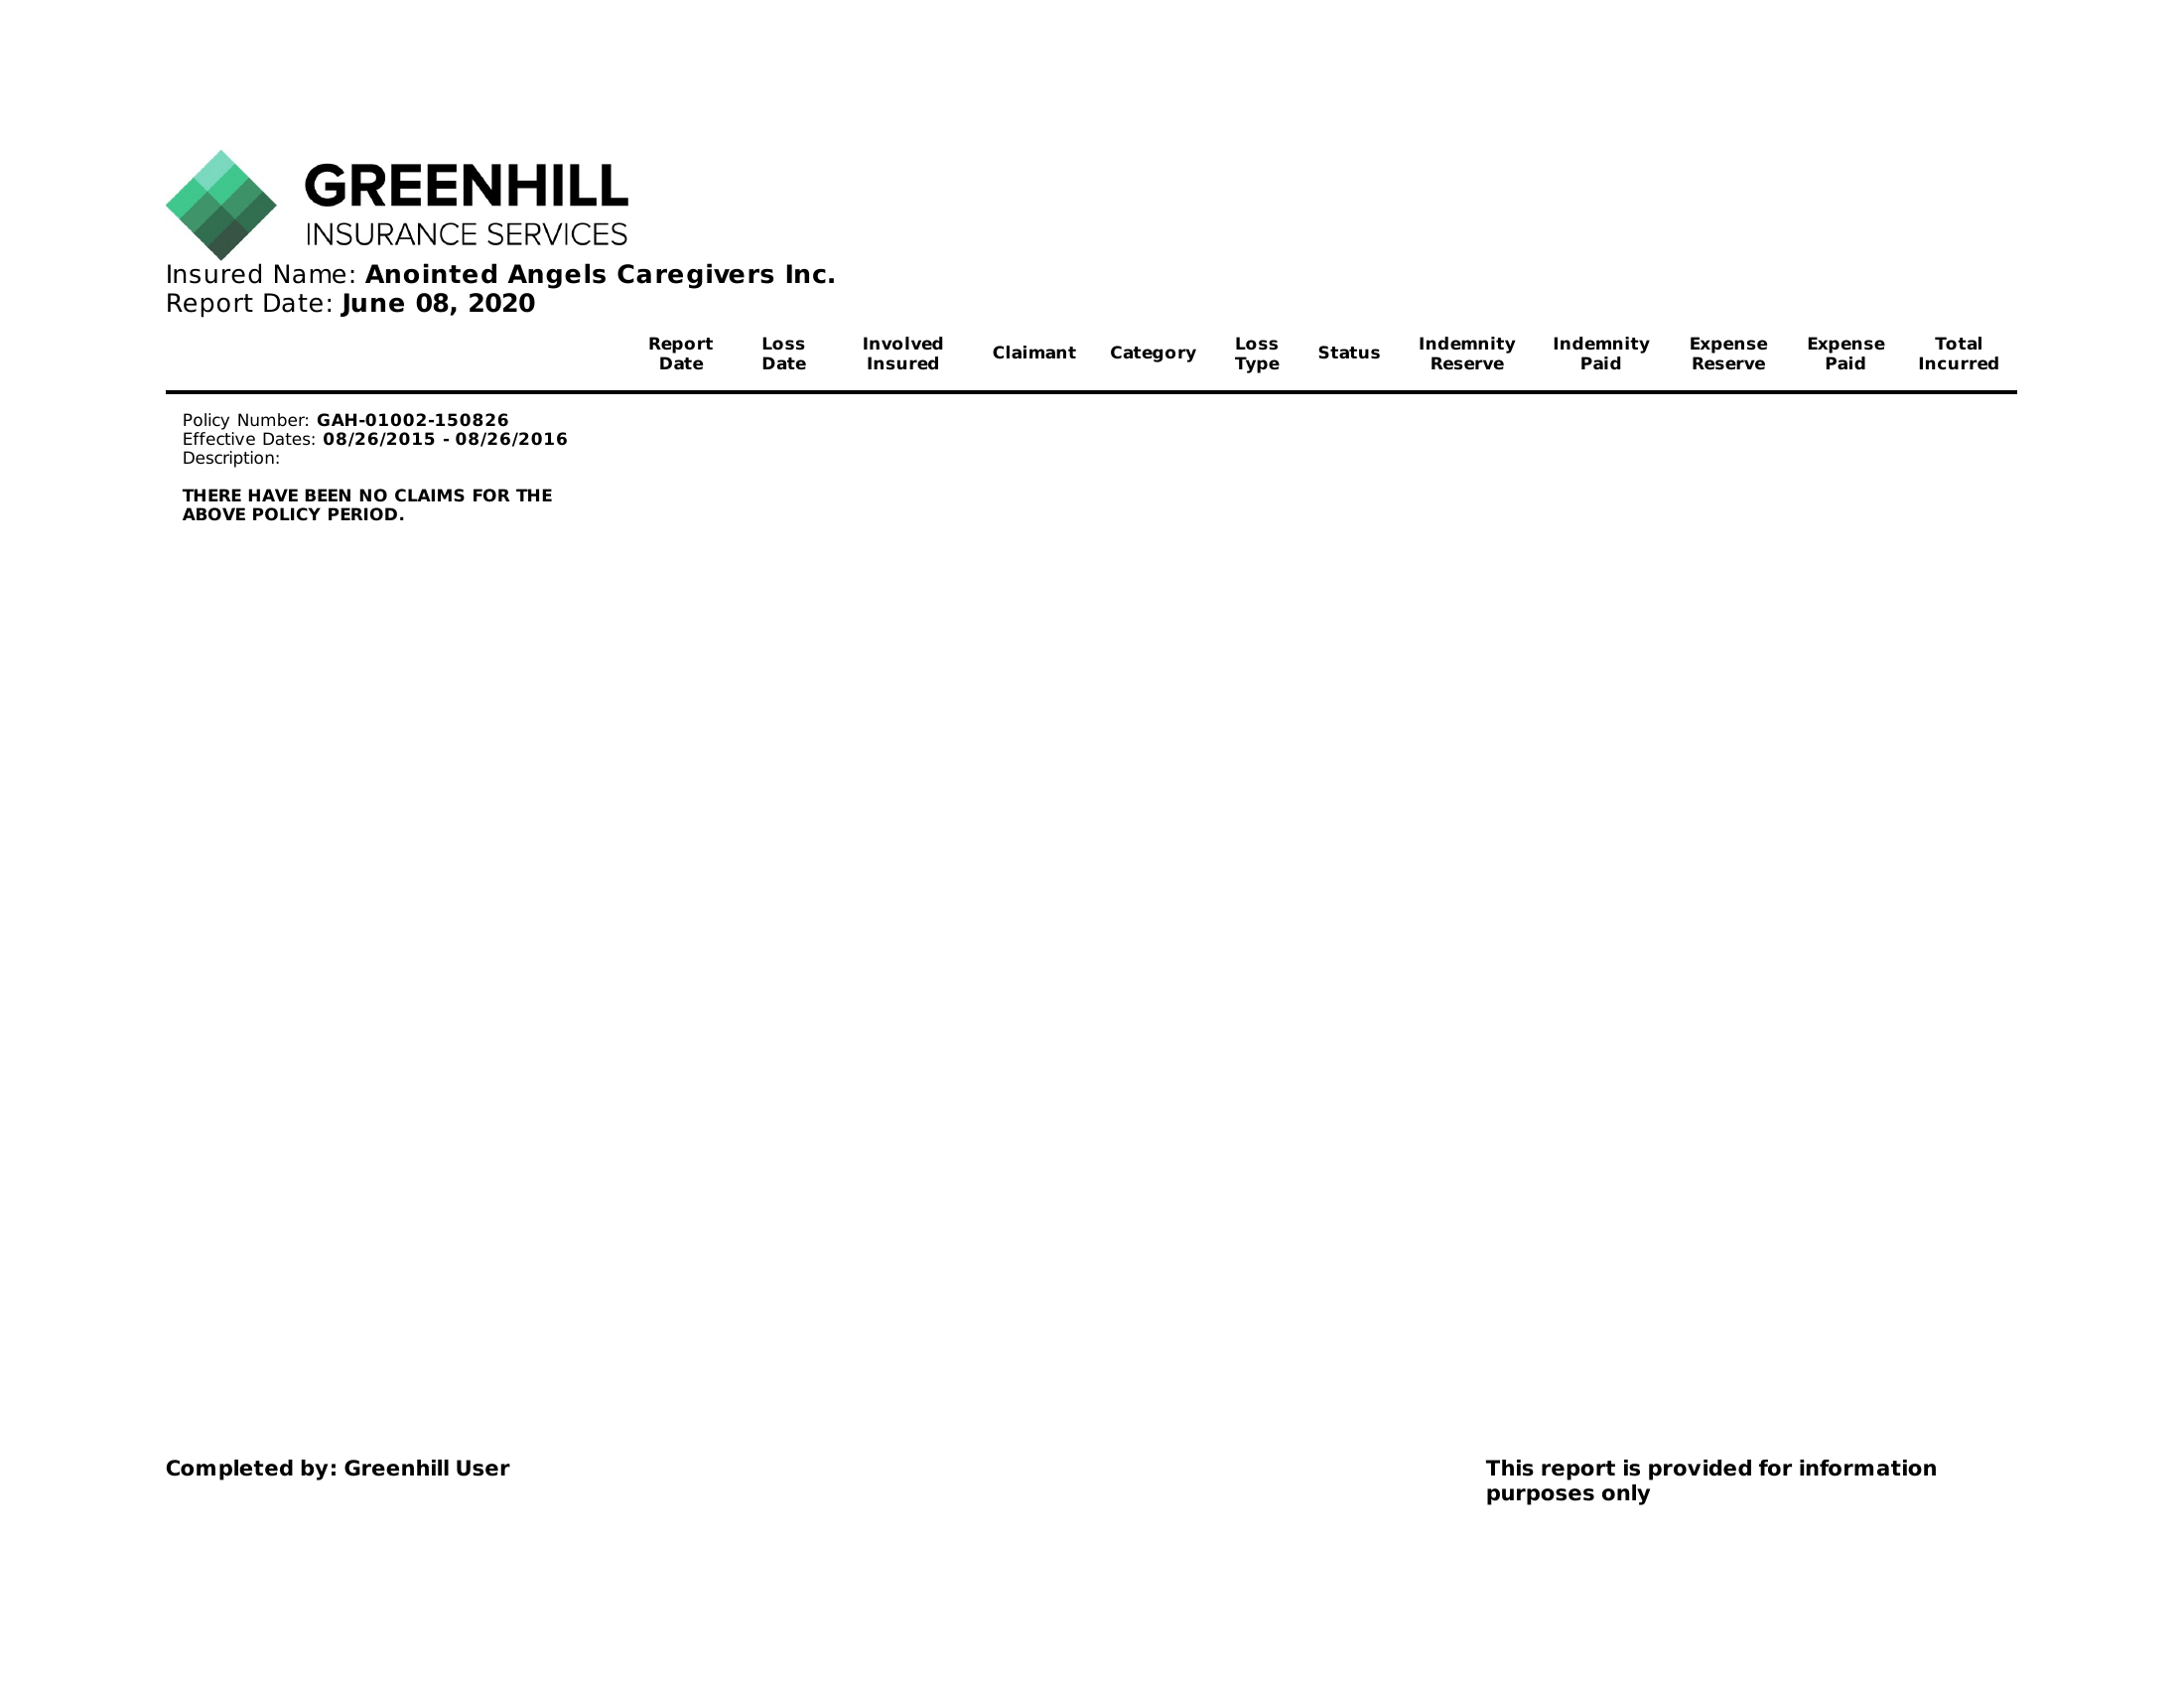 GREENHILL
INSURANCE SERVICES
Insured Name: Anointed Angels Caregivers Inc.
Report Date: June 08, 2020
Report Date Loss Date Involved Insured Claimant Category Loss Type Status Indemnity Reserve Indemnity Paid Expense Reserve Expense Paid Total Incurred
Policy Number: GAH-01002-150826
Effective Dates: 08/26/2015 - 08/26/2016
Description:
THERE HAVE BEEN NO CLAIMS FOR THE
ABOVE POLICY PERIOD.
Completed by: Greenhill User
This report is provided for information
purposes only